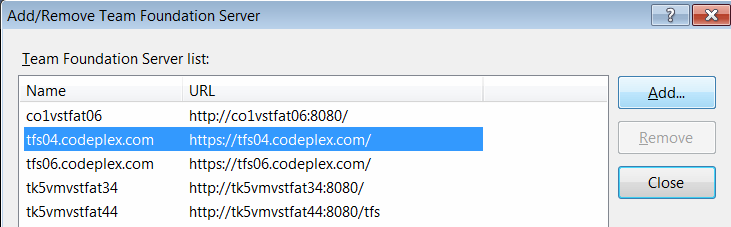 Add/Remove Team Foundation Server
Team Foundation Server list:
Name URL
co1vstfat06 http://co1vstfat06:8080/
tfs04.codeplex.com https://tfs04.codeplex.com/
tfs06.codeplex.com https://tfs06.codeplex.com/
tk5vmvstfat34 http://tk5vmvstfat34:8080/
tk5vmvstfat44 http://tk5vmvstfat44:8080/tfs
Add...
Remove
Close